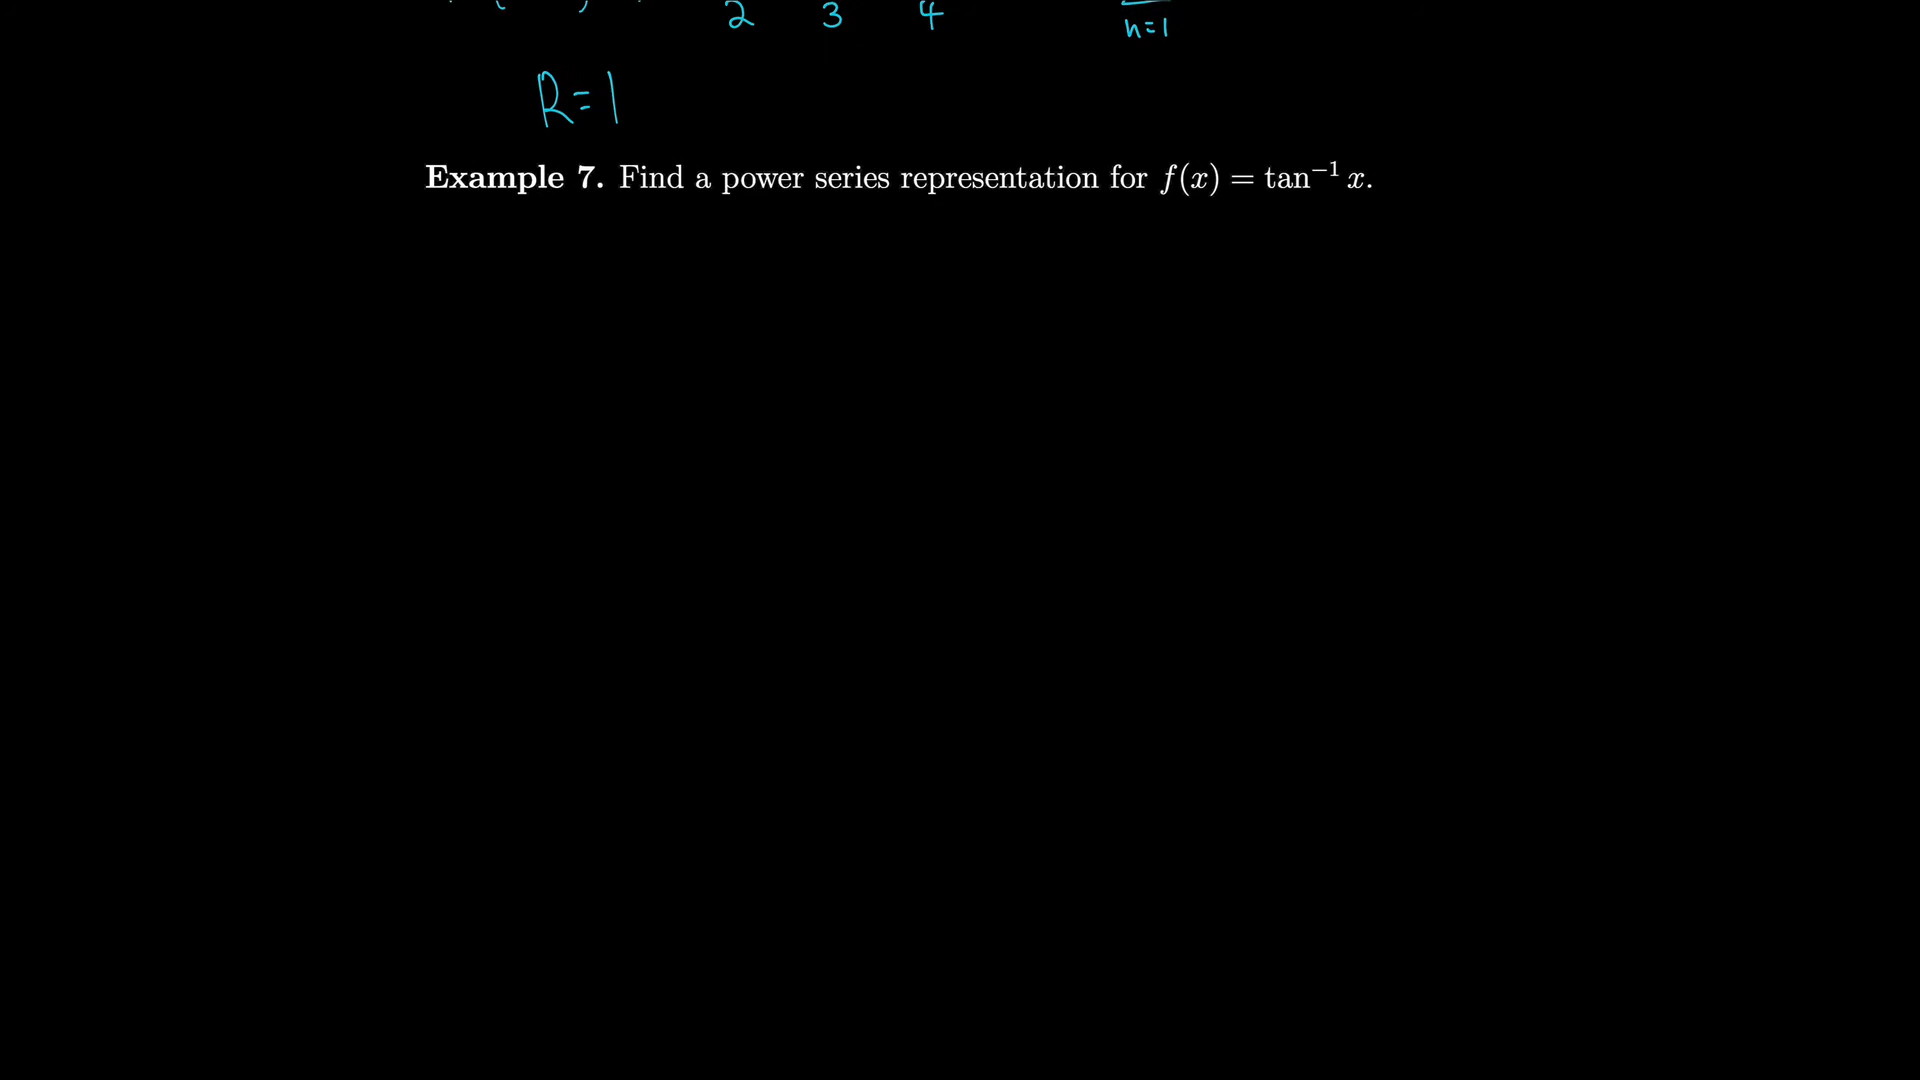 2 3 4 n=1
R=1
Example 7. Find a power series representation for f(x) = tan⁻¹ x.